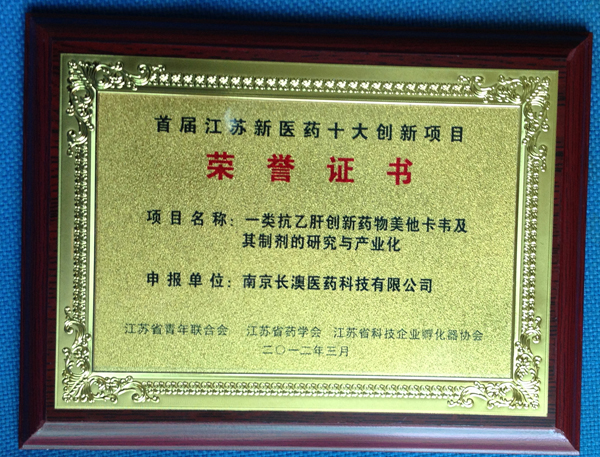 首届江苏新医药十大创新项目
荣誉证书
项目名称：一类抗乙肝创新药物美他卡韦及
其制剂的研究与产业化
申报单位：南京长澳医药科技有限公司
江苏省青年联合会 江苏省药学会 江苏省科技企业孵化器协会
二〇一二年三月